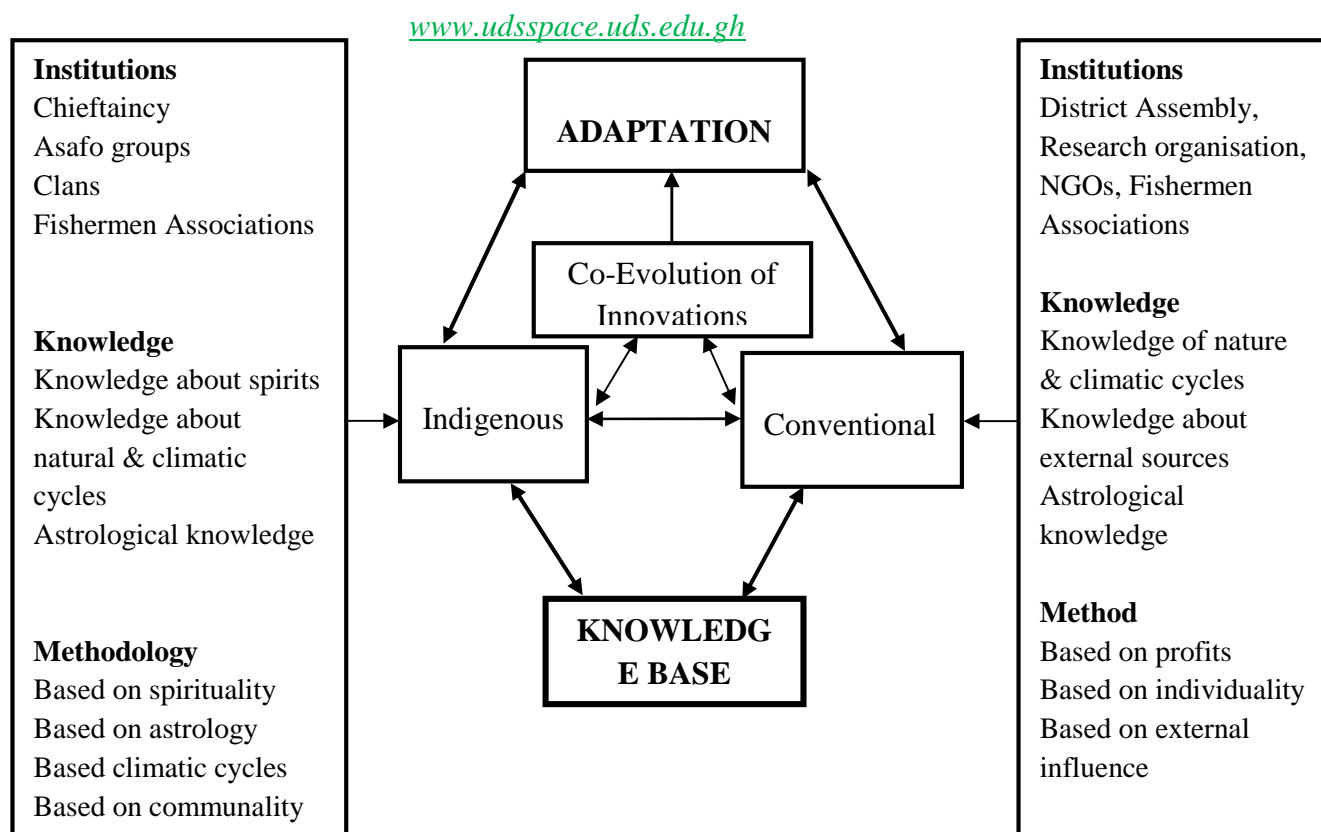 www.udsspace.uds.edu.gh
Institutions
Chieftaincy
Asafo groups
Clans
Fishermen Associations
Knowledge
Knowledge about spirits
Knowledge about
natural & climatic
cycles
Astrological knowledge
Methodology
Based on spirituality
Based on astrology
Based climatic cycles
Based on communality
ADAPTATION
Co-Evolution of
Innovations
Indigenous
Conventional
KNOWLEDG
E BASE
Institutions
District Assembly,
Research organisation,
NGOs, Fishermen
Associations
Knowledge
Knowledge of nature
& climatic cycles
Knowledge about
external sources
Astrological
knowledge
Method
Based on profits
Based on individuality
Based on external
influence